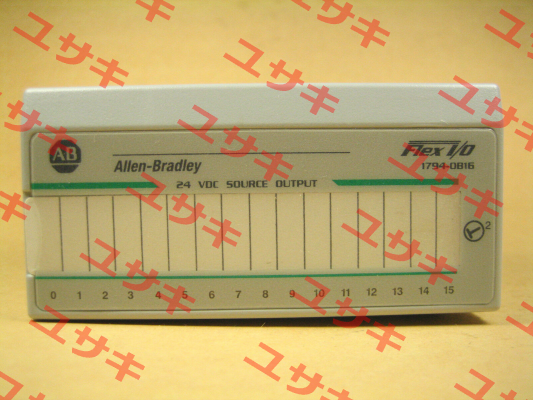 AB
Allen-Bradley
Flex I/O
1794-OB16
24 VDC SOURCE OUTPUT
2
0 1 2 3 4 5 6 7 8 9 10 11 12 13 14 15
ユサキ